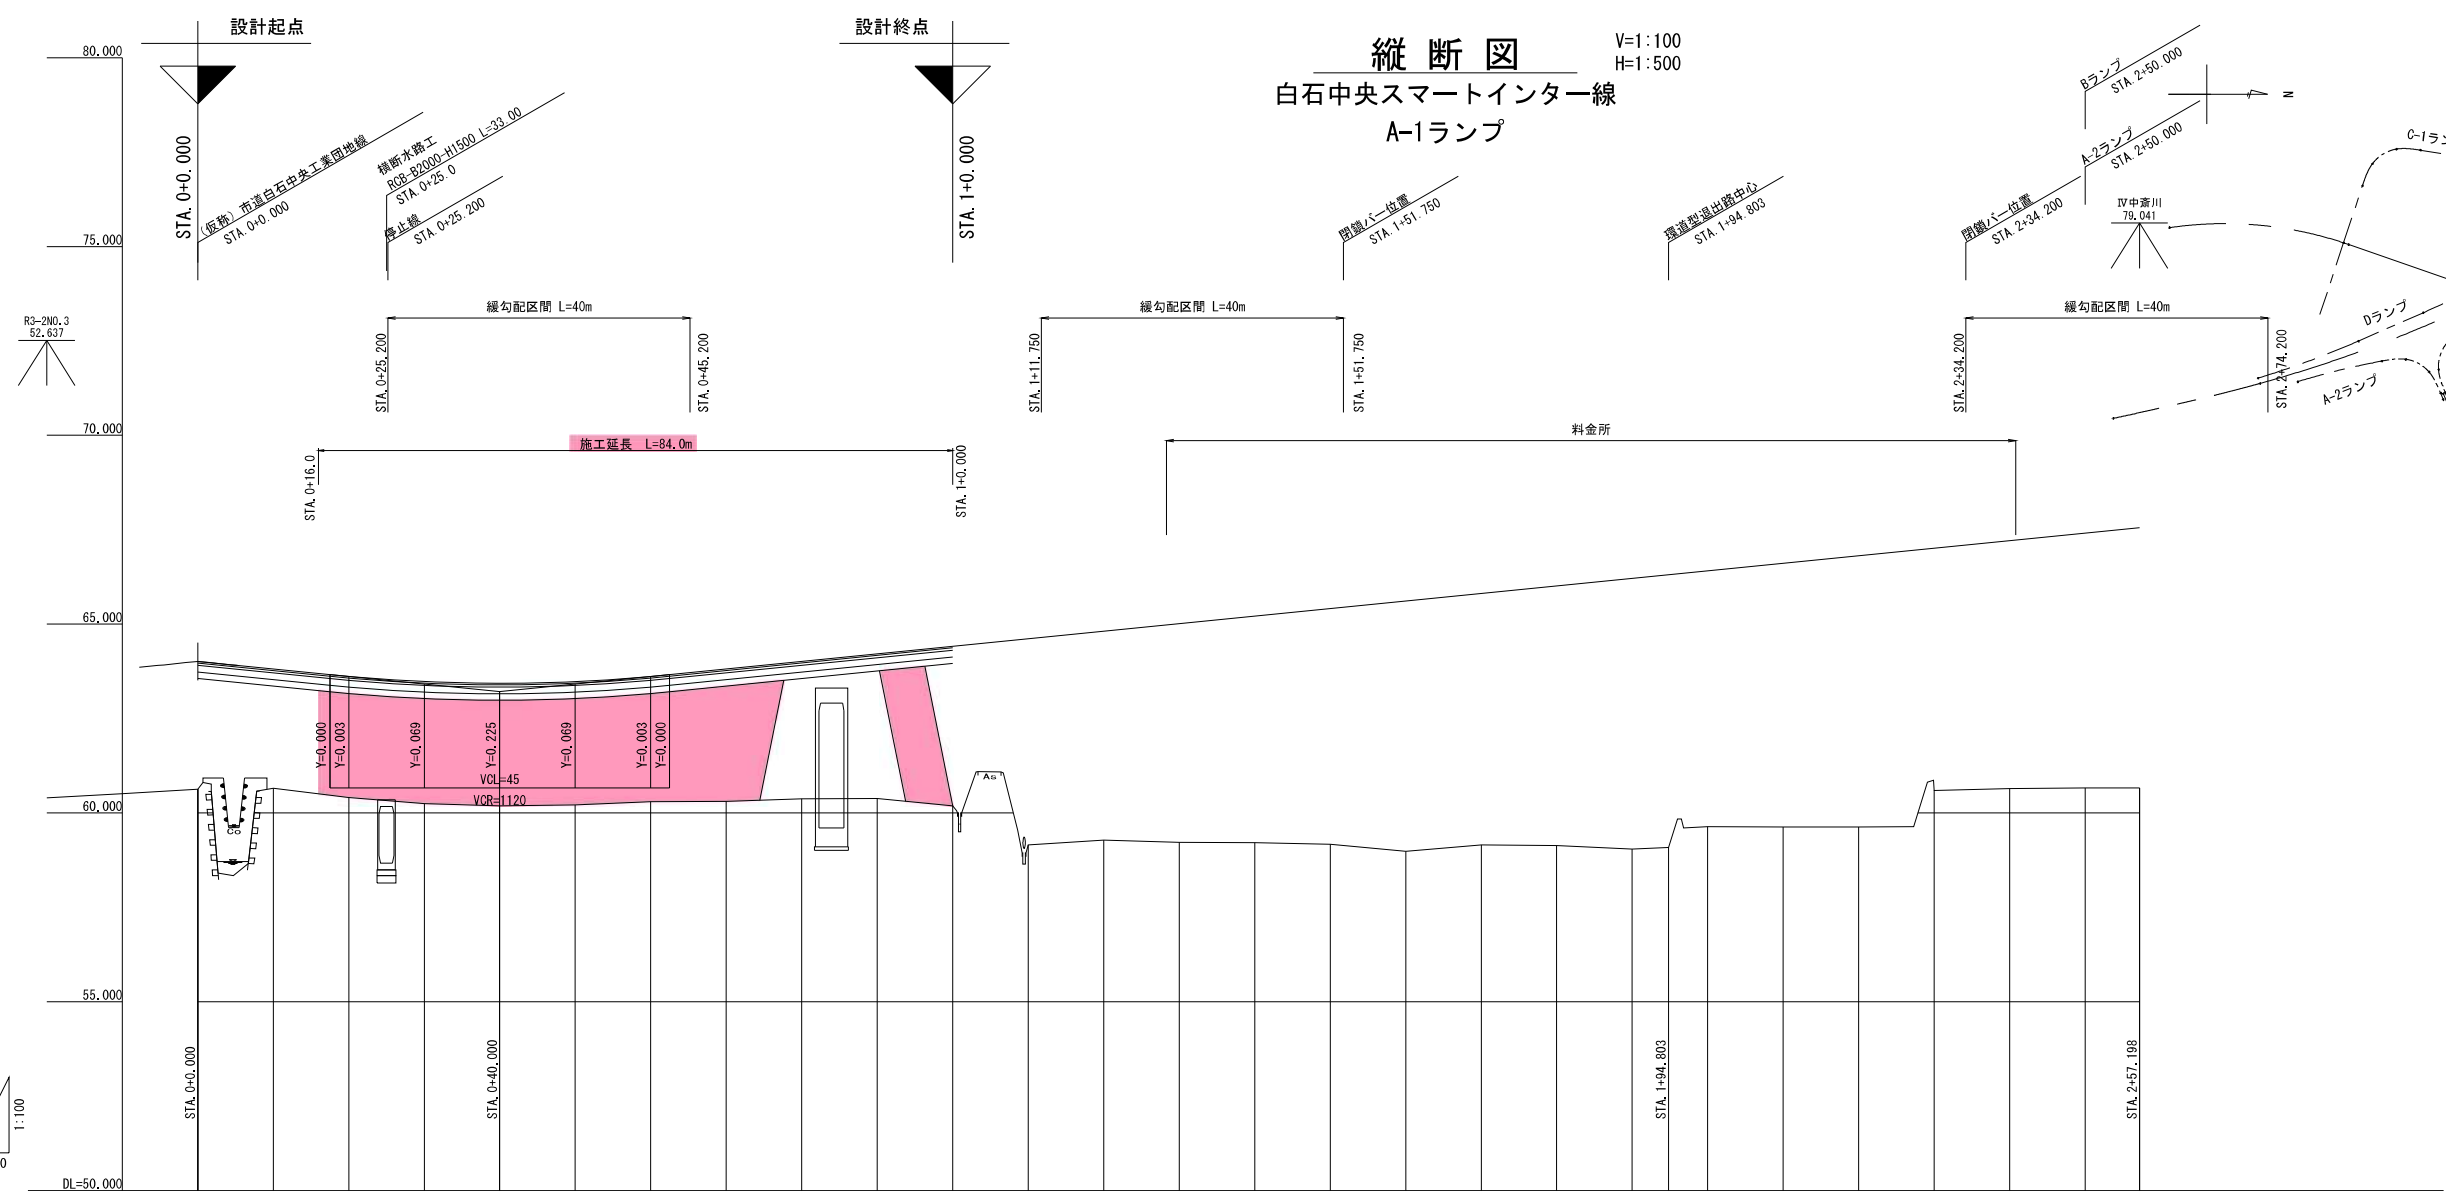 設計起点
設計終点
縦断図
V=1:100
H=1:500
白石中央スマートインター線
A-1ランプ
80.000
75.000
70.000
65.000
60.000
55.000
DL=50.000
STA.0+0.000
(仮称)市道白石中央工業団地線
STA.0+0.000
横断水路工
RCB-B2000-H1500 L=33.00
STA.0+25.0
停止線
STA.0+25.200
STA.1+0.000
閉鎖バー位置
STA.1+51.750
環道型退出路中心
STA.1+94.803
閉鎖バー位置
STA.2+34.200
Bランプ
STA.2+50.000
A-2ランプ
STA.2+50.000
Ⅳ中斎川
79.041
N
Dランプ
A-2ランプ
R3-2NO.3
52.637
緩勾配区間 L=40m
STA.0+25.200
STA.0+45.200
緩勾配区間 L=40m
STA.1+11.750
STA.1+51.750
緩勾配区間 L=40m
STA.2+34.200
STA.2+74.200
施工延長 L=84.0m
STA.0+16.0
STA.1+0.000
料金所
Y=0.000
Y=0.003
Y=0.069
Y=0.225
Y=0.069
Y=0.003
Y=0.000
VCL=45
VCR=1120
Co
As
STA.0+0.000
STA.0+40.000
STA.1+94.803
STA.2+57.198
1:100